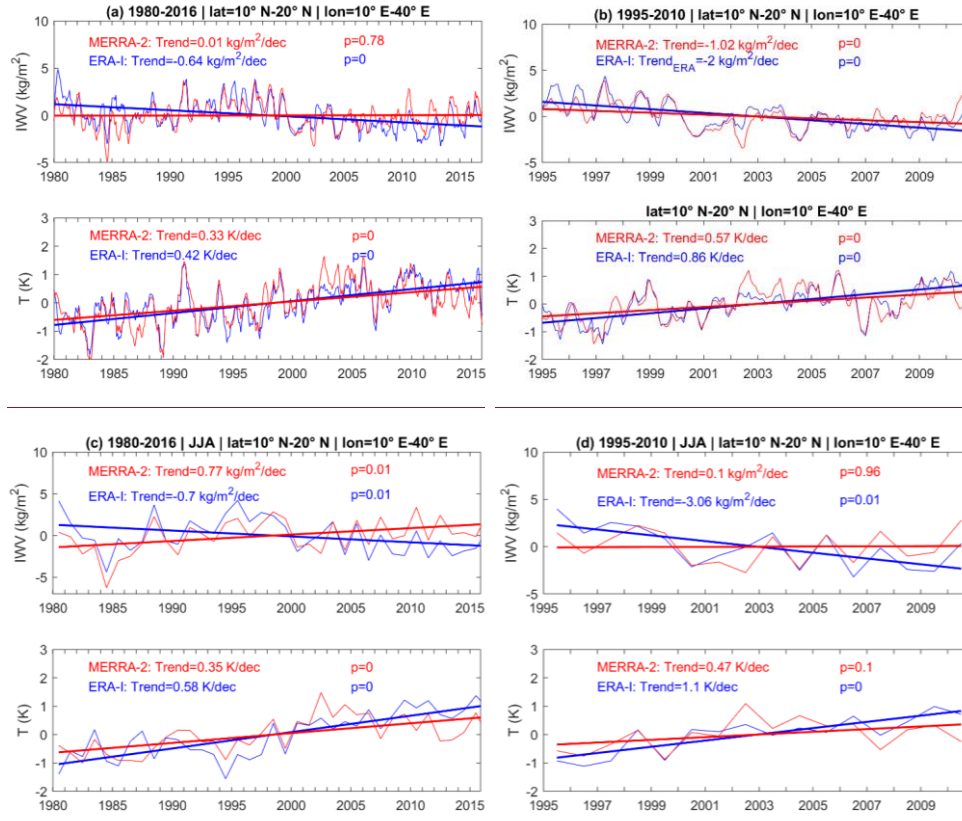 (a) 1980-2016 | lat=10° N-20° N | lon=10° E-40° E
10
5
0
-5
IWV (kg/m²)
MERRA-2: Trend=0.01 kg/m²/dec p=0.78
ERA-I: Trend=-0.64 kg/m²/dec p=0
1980 1985 1990 1995 2000 2005 2010 2015
3
2
1
0
-1
-2
T (K)
MERRA-2: Trend=0.33 K/dec p=0
ERA-I: Trend=0.42 K/dec p=0
1980 1985 1990 1995 2000 2005 2010 2015
(b) 1995-2010 | lat=10° N-20° N | lon=10° E-40° E
10
5
0
-5
IWV (kg/m²)
MERRA-2: Trend=-1.02 kg/m²/dec p=0
ERA-I: Trend_ERA=-2 kg/m²/dec p=0
1995 1997 1999 2001 2003 2005 2007 2009
lat=10° N-20° N | lon=10° E-40° E
3
2
1
0
-1
-2
T (K)
MERRA-2: Trend=0.57 K/dec p=0
ERA-I: Trend=0.86 K/dec p=0
1995 1997 1999 2001 2003 2005 2007 2009
(c) 1980-2016 | JJA | lat=10° N-20° N | lon=10° E-40° E
10
5
0
-5
IWV (kg/m²)
MERRA-2: Trend=0.77 kg/m²/dec p=0.01
ERA-I: Trend=-0.7 kg/m²/dec p=0.01
1980 1985 1990 1995 2000 2005 2010 2015
3
2
1
0
-1
-2
T (K)
MERRA-2: Trend=0.35 K/dec p=0
ERA-I: Trend=0.58 K/dec p=0
1980 1985 1990 1995 2000 2005 2010 2015
(d) 1995-2010 | JJA | lat=10° N-20° N | lon=10° E-40° E
10
5
0
-5
IWV (kg/m²)
MERRA-2: Trend=0.1 kg/m²/dec p=0.96
ERA-I: Trend=-3.06 kg/m²/dec p=0.01
1995 1997 1999 2001 2003 2005 2007 2009
3
2
1
0
-1
-2
T (K)
MERRA-2: Trend=0.47 K/dec p=0.1
ERA-I: Trend=1.1 K/dec p=0
1995 1997 1999 2001 2003 2005 2007 2009